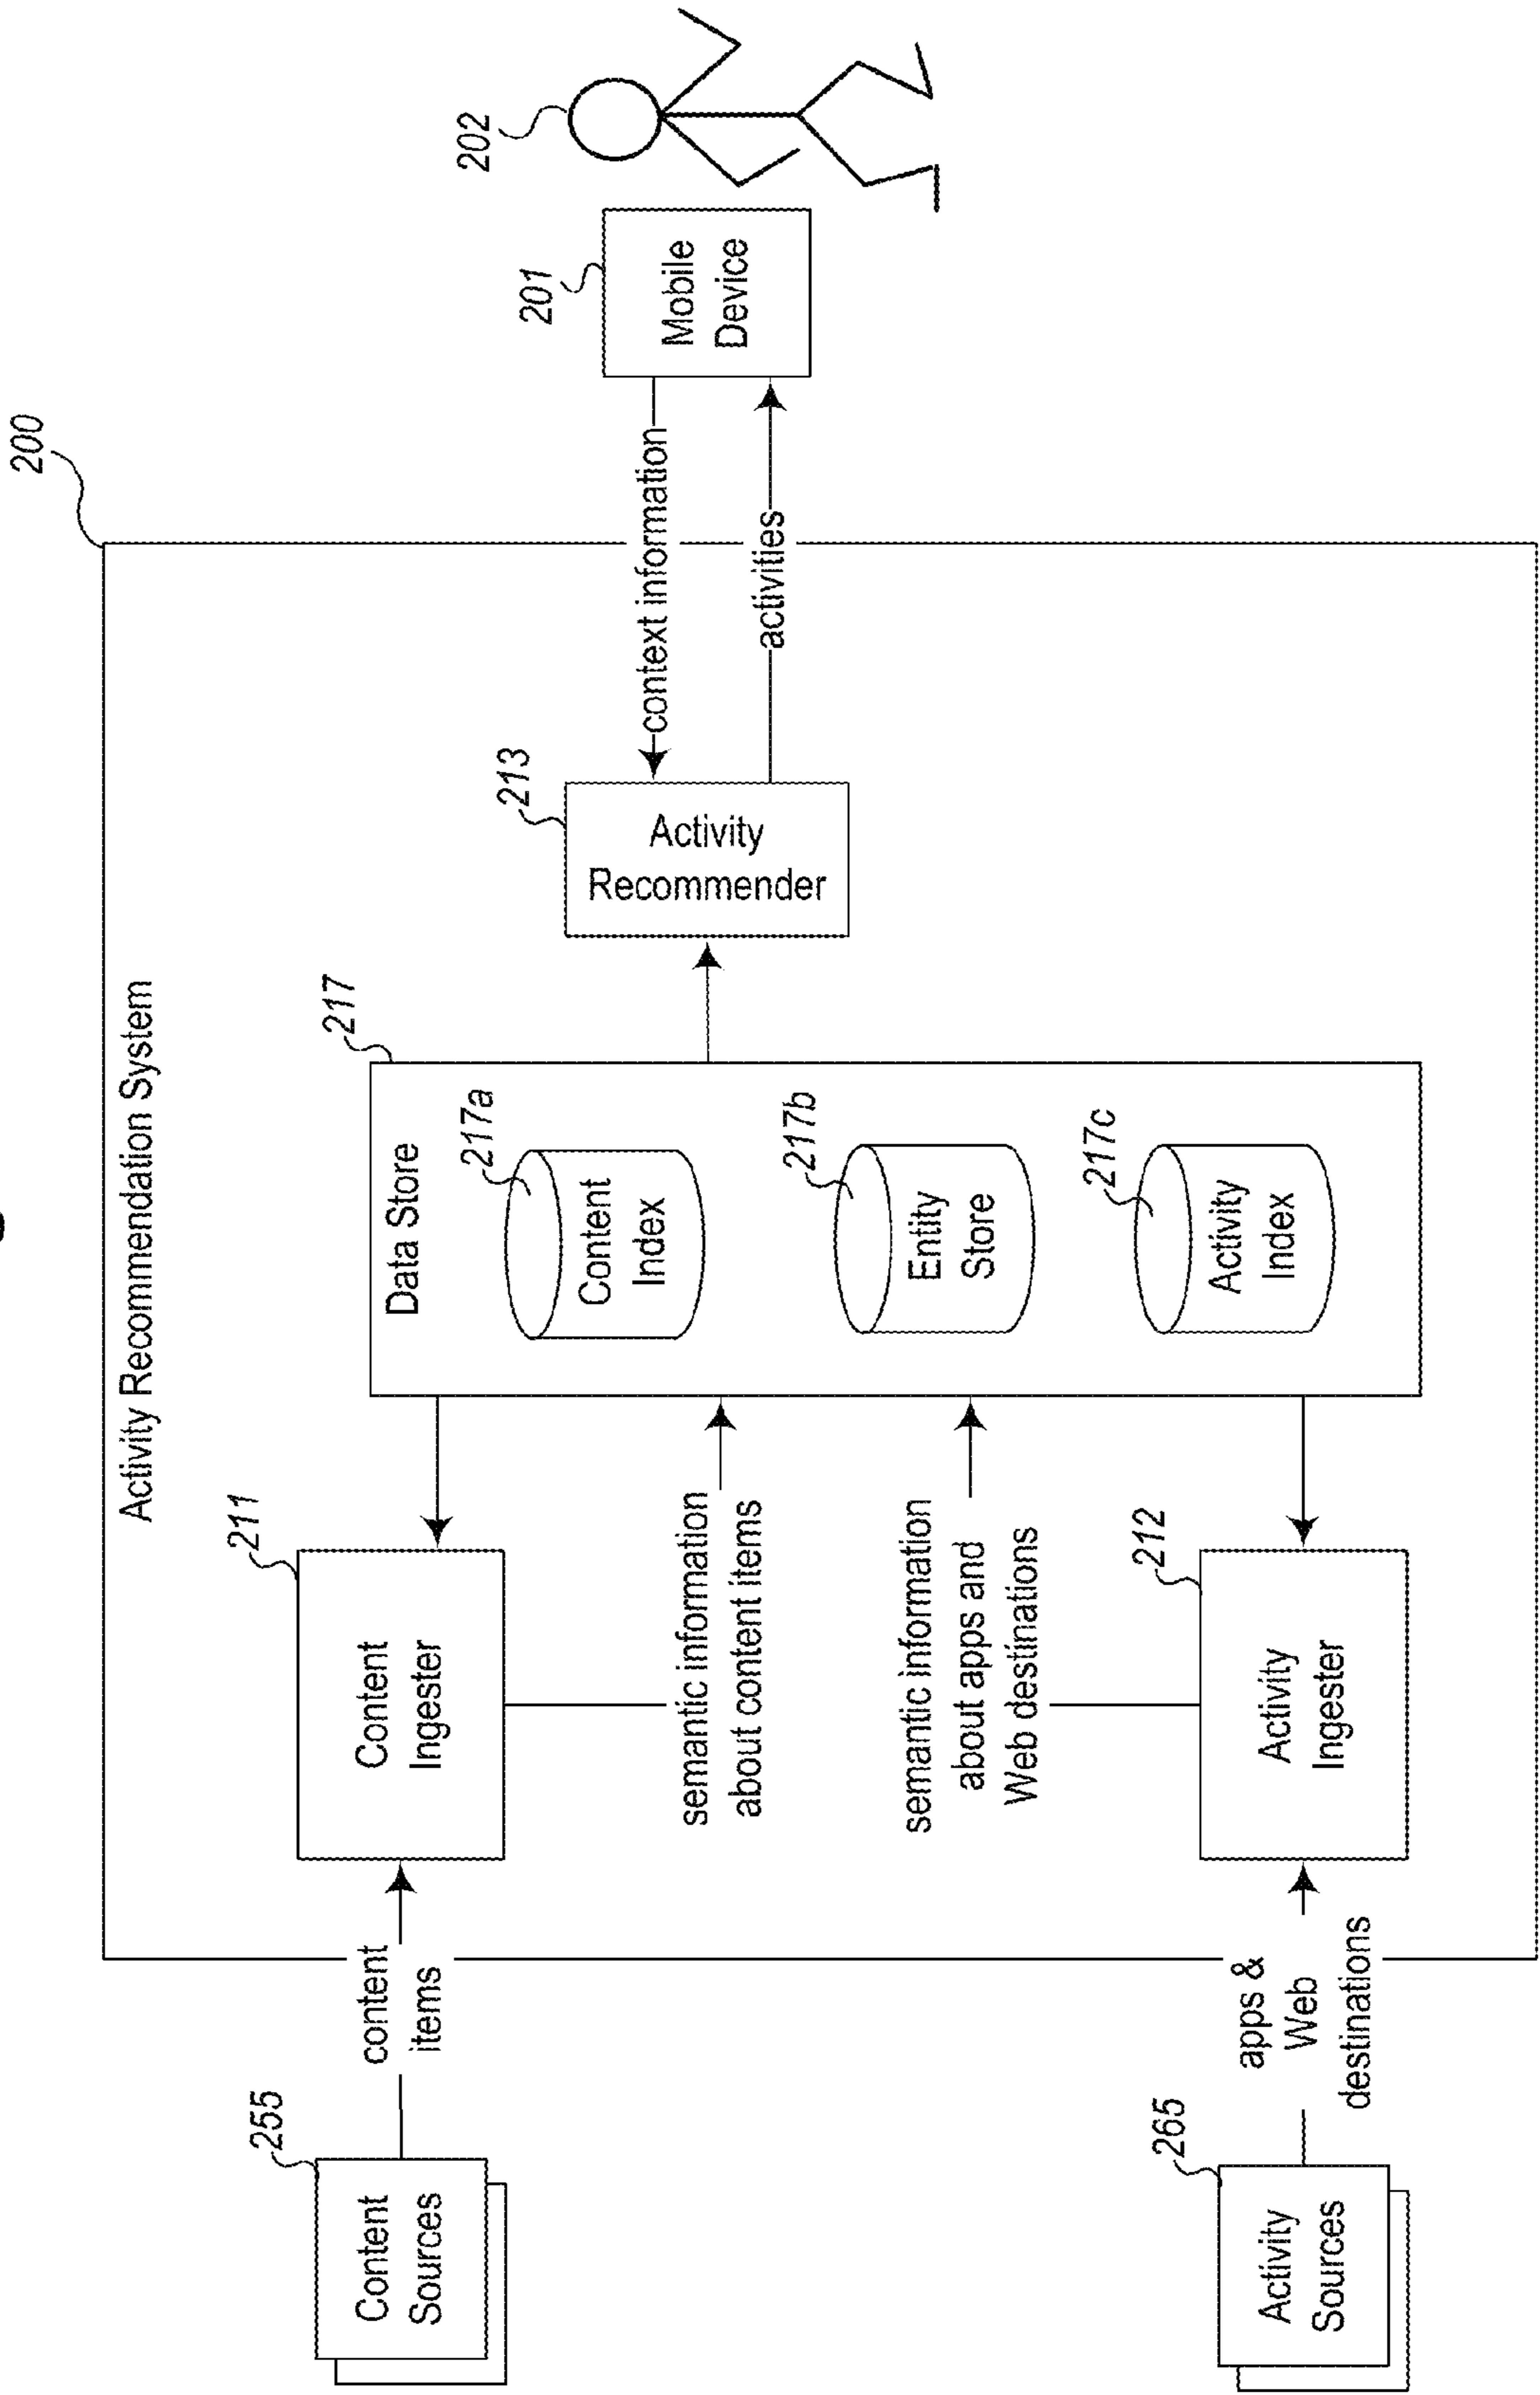 200
Activity Recommendation System
255
Content
Sources
content
items
211
Content
Ingester
semantic information
about content items
217
Data Store
217a
Content
Index
217b
Entity
Store
217c
Activity
Index
213
Activity
Recommender
context information
activities
201
Mobile
Device
202
semantic information
about apps and
Web destinations
212
Activity
Ingester
265
Activity
Sources
apps &
Web
destinations